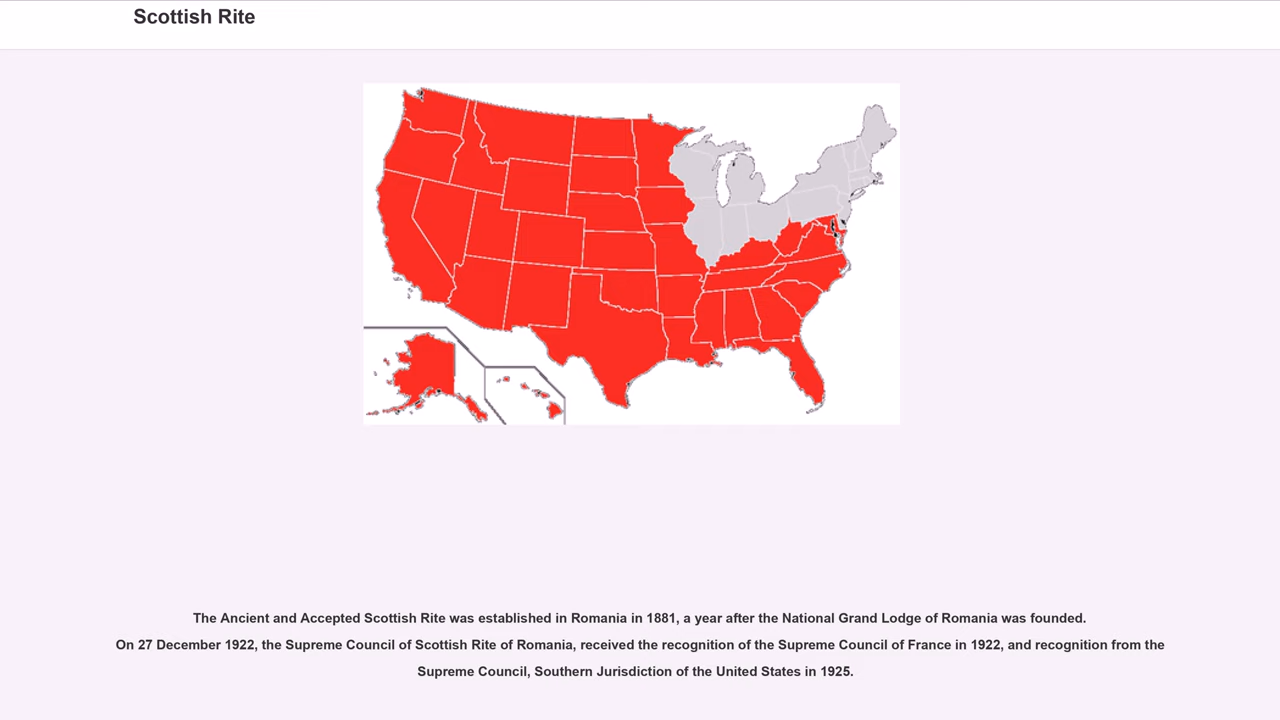 Scottish Rite
The Ancient and Accepted Scottish Rite was established in Romania in 1881, a year after the National Grand Lodge of Romania was founded.
On 27 December 1922, the Supreme Council of Scottish Rite of Romania, received the recognition of the Supreme Council of France in 1922, and recognition from the
Supreme Council, Southern Jurisdiction of the United States in 1925.